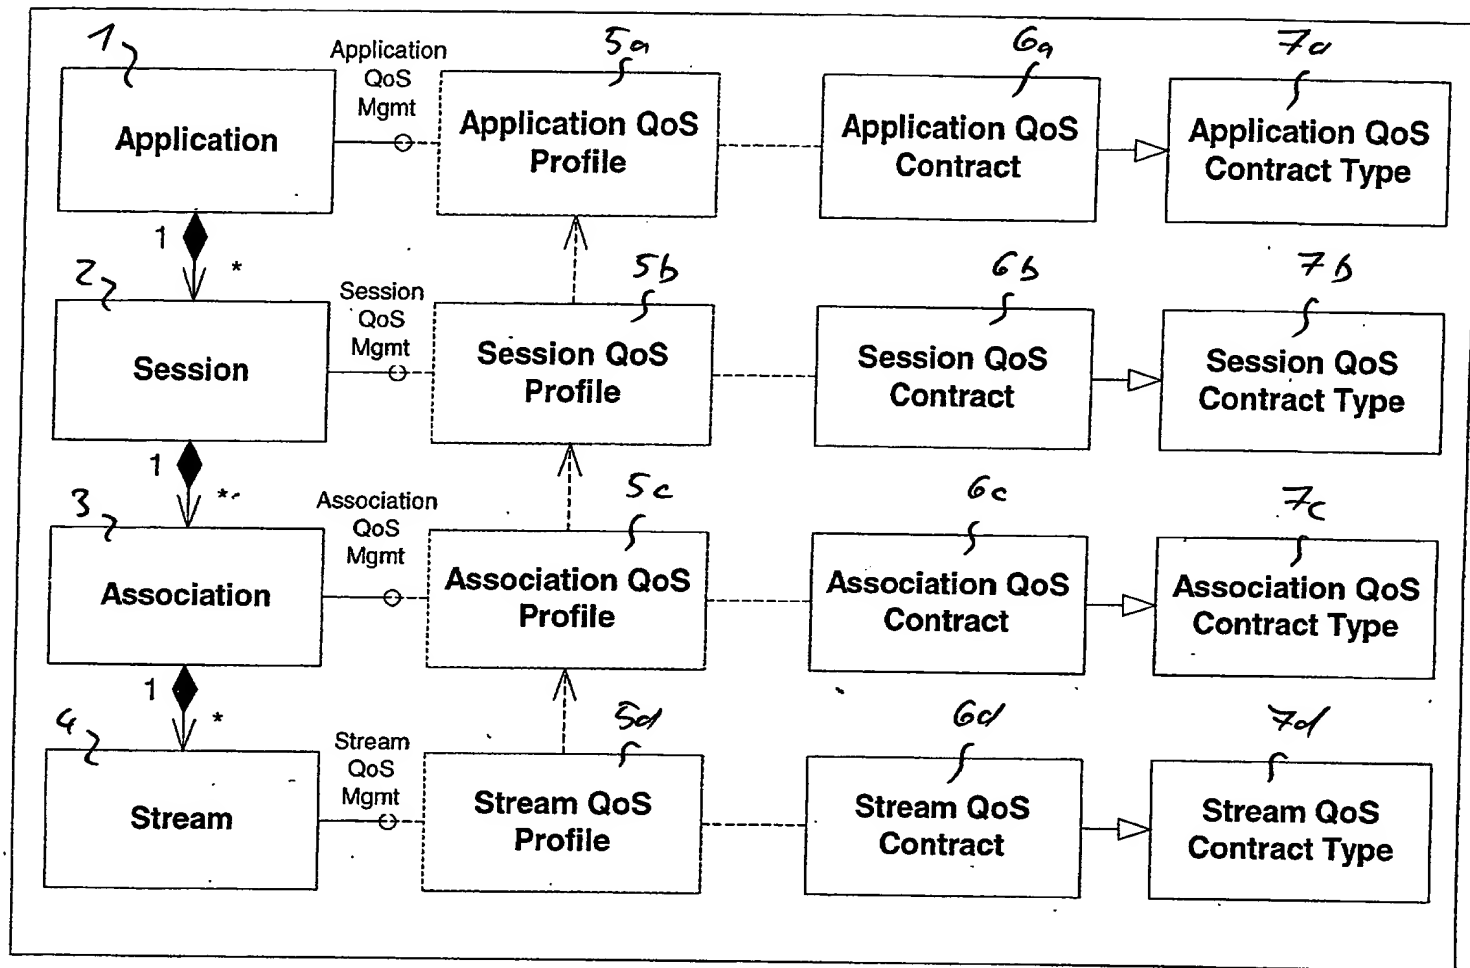 1
Application
QoS
Mgmt
5a
6a
7a
Application
Application QoS
Profile
Application QoS
Contract
Application QoS
Contract Type
1
*
2
Session
QoS
Mgmt
5b
6b
7b
Session
Session QoS
Profile
Session QoS
Contract
Session QoS
Contract Type
1
*
3
Association
QoS
Mgmt
5c
6c
7c
Association
Association QoS
Profile
Association QoS
Contract
Association QoS
Contract Type
1
*
4
Stream
QoS
Mgmt
5d
6d
7d
Stream
Stream QoS
Profile
Stream QoS
Contract
Stream QoS
Contract Type